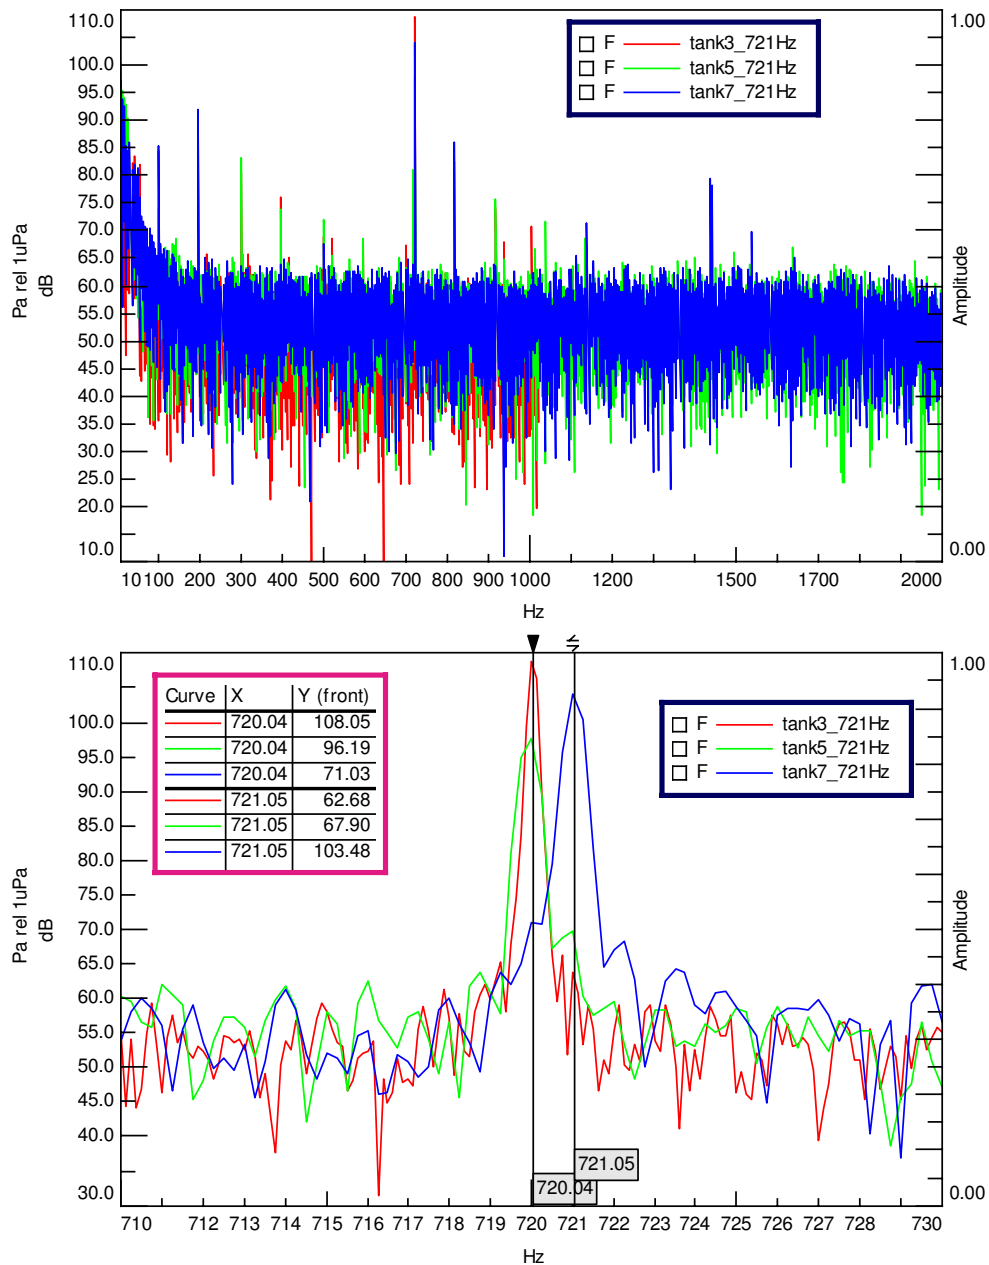 110.0
100.0
95.0
90.0
85.0
80.0
75.0
70.0
65.0
60.0
55.0
50.0
45.0
40.0
35.0
30.0
25.0
20.0
10.0
Pa rel 1uPa
dB
F tank3_721Hz
F tank5_721Hz
F tank7_721Hz
1.00
Amplitude
0.00
10 100 200 300 400 500 600 700 800 900 1000 1200 1500 1700 2000
Hz
110.0
100.0
95.0
90.0
85.0
80.0
75.0
70.0
65.0
60.0
55.0
50.0
45.0
40.0
30.0
Pa rel 1uPa
dB
Curve X Y (front)
720.04 108.05
720.04 96.19
720.04 71.03
721.05 62.68
721.05 67.90
721.05 103.48
F tank3_721Hz
F tank5_721Hz
F tank7_721Hz
1.00
Amplitude
0.00
721.05
720.04
710 712 713 714 715 716 717 718 719 720 721 722 723 724 725 726 727 728 730
Hz